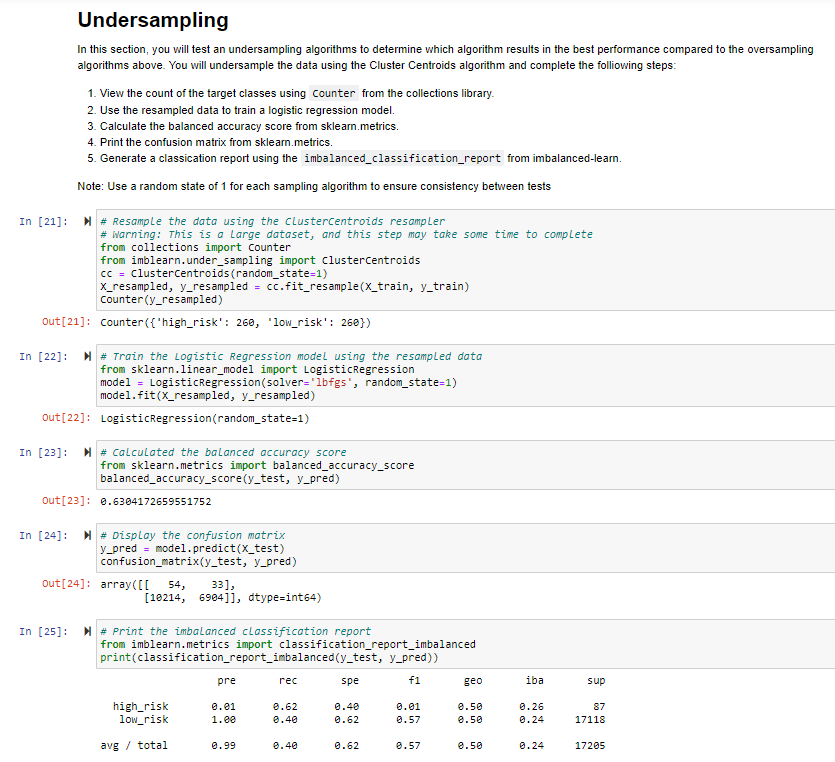 Undersampling
In this section, you will test an undersampling algorithms to determine which algorithm results in the best performance compared to the oversampling
algorithms above. You will undersample the data using the Cluster Centroids algorithm and complete the folliowing steps:
1. View the count of the target classes using Counter from the collections library.
2. Use the resampled data to train a logistic regression model.
3. Calculate the balanced accuracy score from sklearn.metrics.
4. Print the confusion matrix from sklearn.metrics.
5. Generate a classication report using the imbalanced_classification_report from imbalanced-learn.
Note: Use a random state of 1 for each sampling algorithm to ensure consistency between tests
In [21]: # Resample the data using the ClusterCentroids resampler
# Warning: This is a large dataset, and this step may take some time to complete
from collections import Counter
from imblearn.under_sampling import ClusterCentroids
cc = ClusterCentroids(random_state=1)
X_resampled, y_resampled = cc.fit_resample(X_train, y_train)
Counter(y_resampled)
Out[21]: Counter({'high_risk': 260, 'low_risk': 260})
In [22]: # Train the Logistic Regression model using the resampled data
from sklearn.linear_model import LogisticRegression
model = LogisticRegression(solver='lbfgs', random_state=1)
model.fit(X_resampled, y_resampled)
Out[22]: LogisticRegression(random_state=1)
In [23]: # Calculated the balanced accuracy score
from sklearn.metrics import balanced_accuracy_score
balanced_accuracy_score(y_test, y_pred)
Out[23]: 0.6304172659551752
In [24]: # Display the confusion matrix
y_pred = model.predict(X_test)
confusion_matrix(y_test, y_pred)
Out[24]: array([[ 54, 33],
[10214, 6904]], dtype=int64)
In [25]: # Print the imbalanced classification report
from imblearn.metrics import classification_report_imbalanced
print(classification_report_imbalanced(y_test, y_pred))
pre rec spe f1 geo iba sup
high_risk 0.01 0.62 0.40 0.01 0.50 0.26 87
low_risk 1.00 0.40 0.62 0.57 0.50 0.24 17118
avg / total 0.99 0.40 0.62 0.57 0.50 0.24 17205